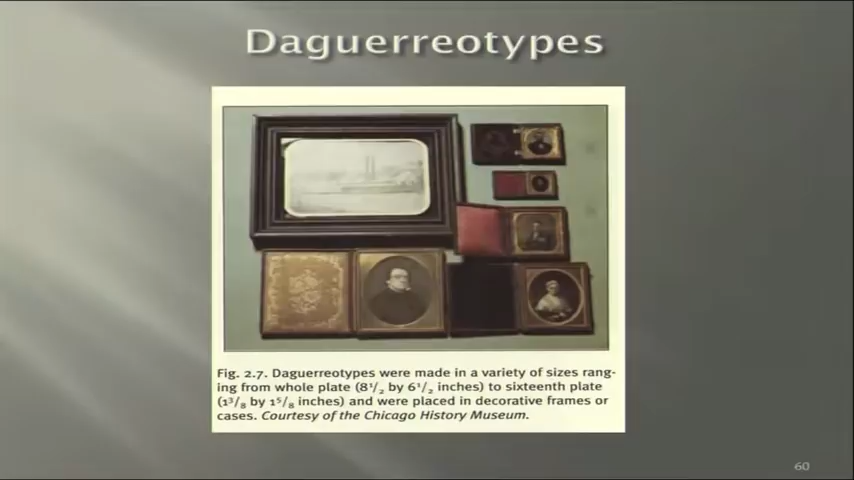 Daguerreotypes
Fig. 2.7. Daguerreotypes were made in a variety of sizes rang-
ing from whole plate (8¹/₂ by 6¹/₂ inches) to sixteenth plate
(1³/₈ by 1⁵/₈ inches) and were placed in decorative frames or
cases. Courtesy of the Chicago History Museum.
60